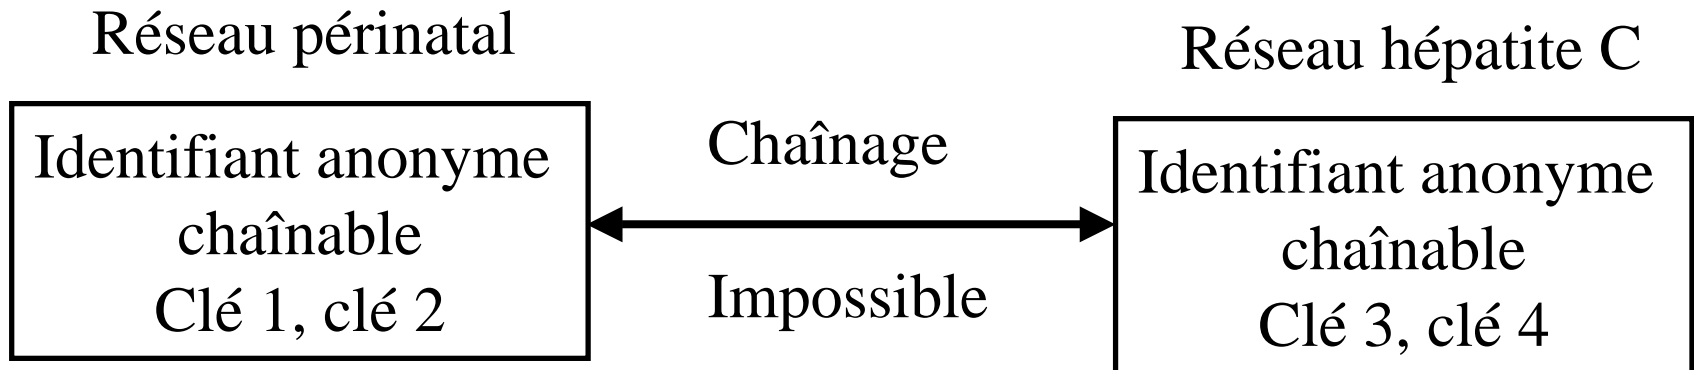 Réseau périnatal
Identifiant anonyme
chaînable
Clé 1, clé 2
Chaînage
Impossible
Réseau hépatite C
Identifiant anonyme
chaînable
Clé 3, clé 4